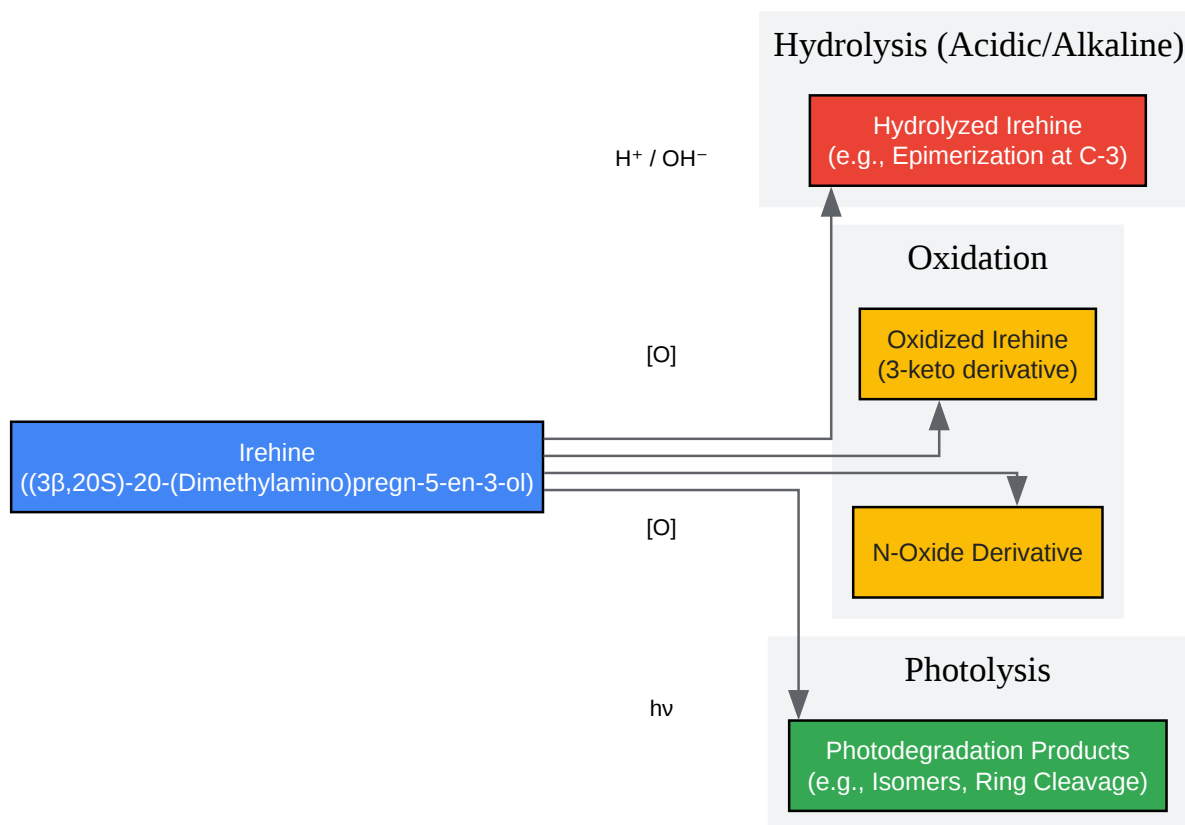 Hydrolysis (Acidic/Alkaline)
Hydrolyzed Irehine
(e.g., Epimerization at C-3)
H⁺ / OH⁻
Oxidation
[O]
Oxidized Irehine
(3-keto derivative)
Irehine
((3β,20S)-20-(Dimethylamino)pregn-5-en-3-ol)
[O]
N-Oxide Derivative
Photolysis
hν
Photodegradation Products
(e.g., Isomers, Ring Cleavage)